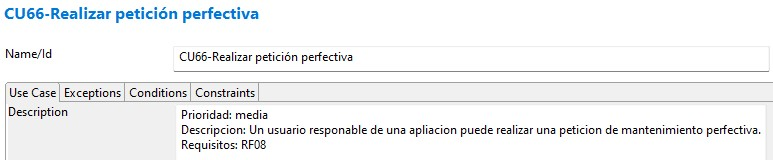 CU66-Realizar petición perfectiva
Name/Id CU66-Realizar petición perfectiva
Use Case Exceptions Conditions Constraints
Description Prioridad: media
Descripcion: Un usuario responsable de una apliacion puede realizar una peticion de mantenimiento perfectiva.
Requisitos: RF08